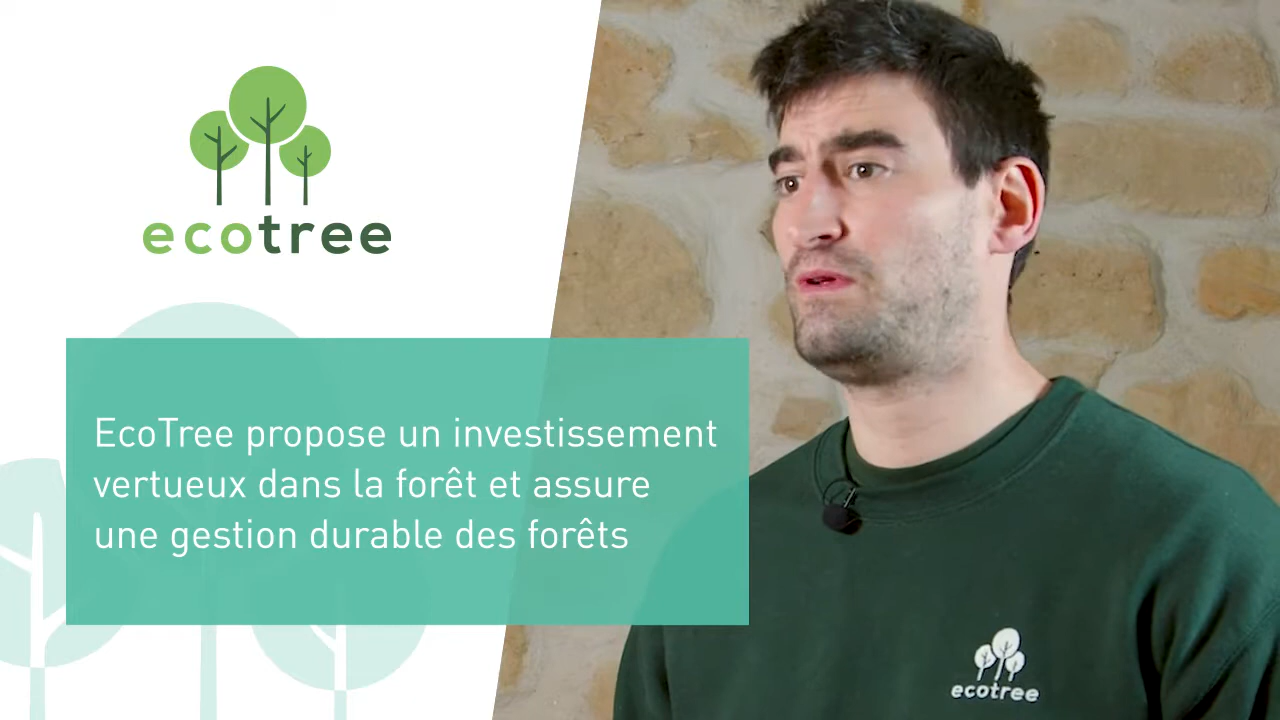 ecotree
EcoTree propose un investissement
vertueux dans la forêt et assure
une gestion durable des forêts
ecotree